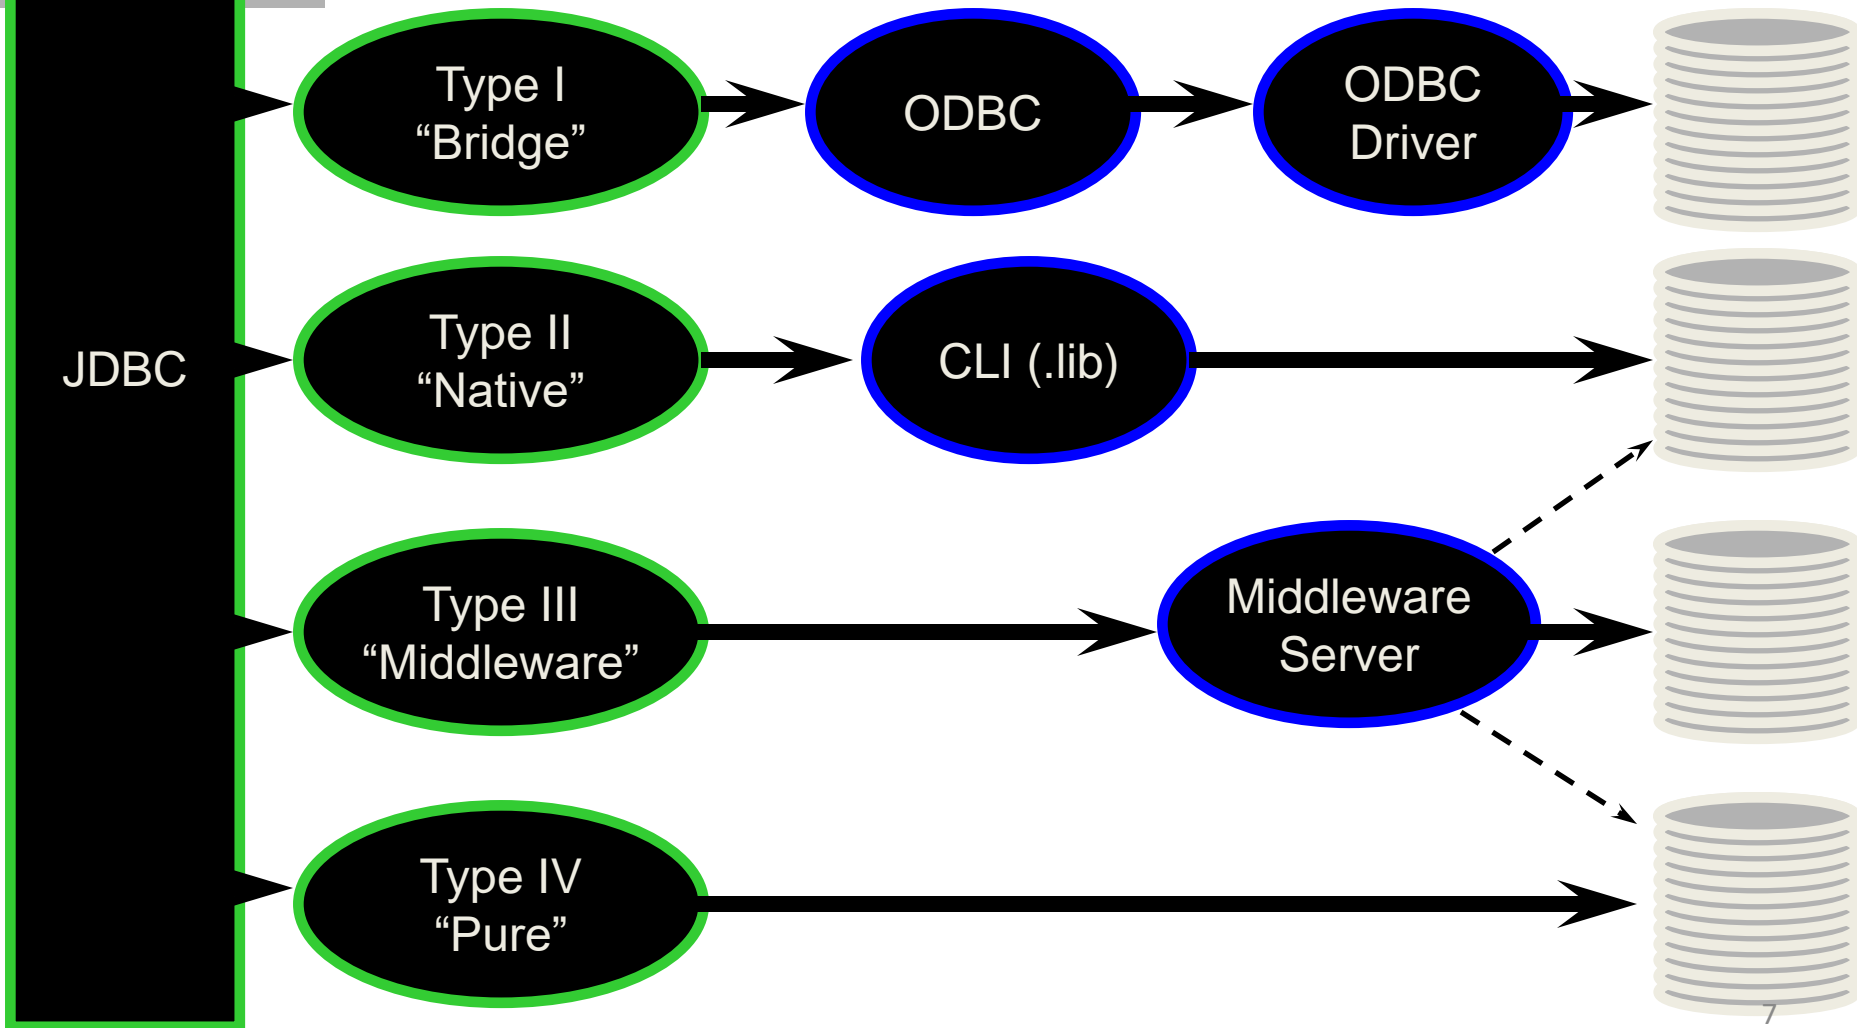 JDBC
Type I
“Bridge”
ODBC
ODBC
Driver
Type II
“Native”
CLI (.lib)
Type III
“Middleware”
Middleware
Server
Type IV
“Pure”
7